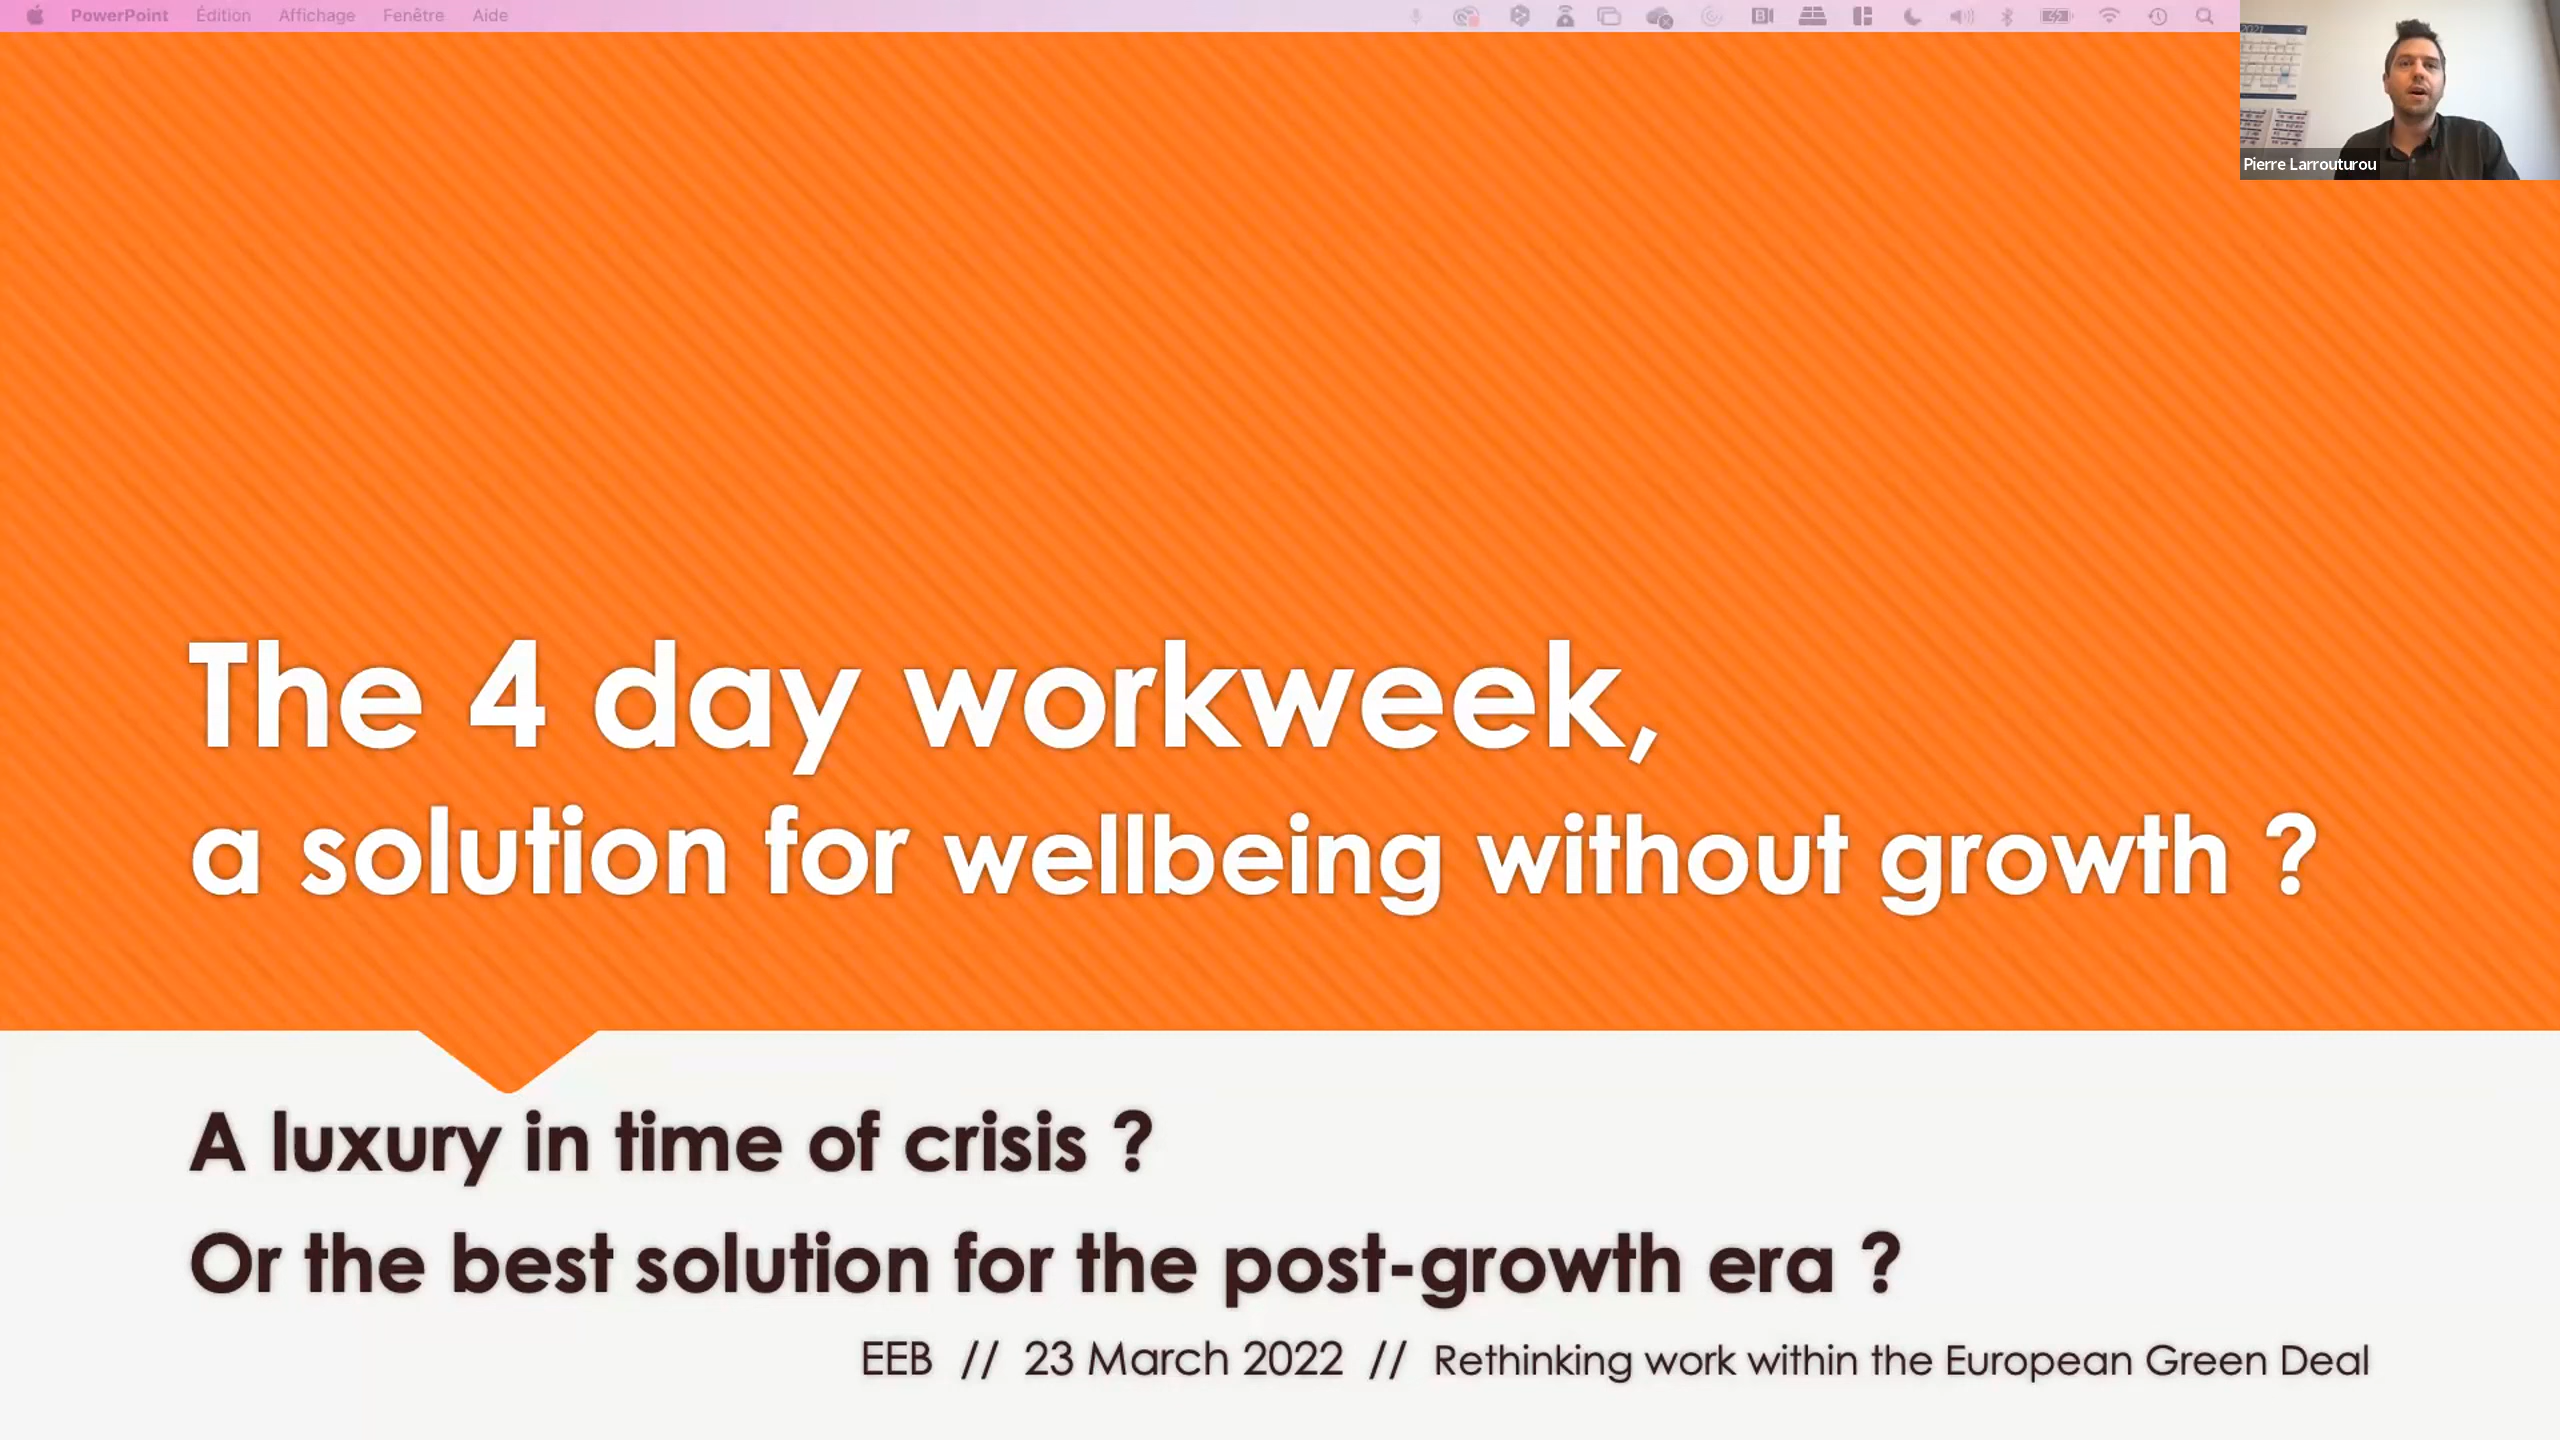 PowerPoint Édition Affichage Fenêtre Aide
Pierre Larrouturou
The 4 day workweek,
a solution for wellbeing without growth ?
A luxury in time of crisis ?
Or the best solution for the post-growth era ?
EEB // 23 March 2022 // Rethinking work within the European Green Deal